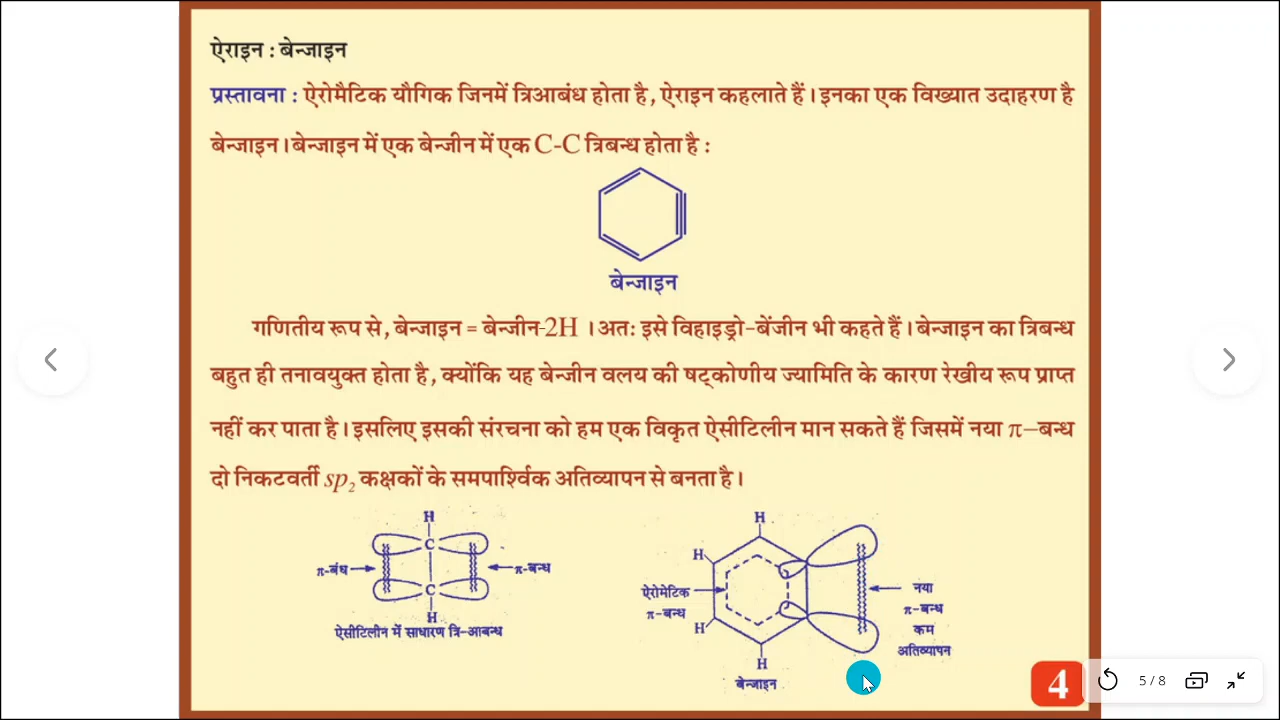 ऐराइन : बेन्जाइन
प्रस्तावना : ऐरोमैटिक यौगिक जिनमें त्रिआबंध होता है, ऐराइन कहलाते हैं। इनका एक विख्यात उदाहरण है
बेन्जाइन। बेन्जाइन में एक बेन्जीन में एक C-C त्रिबन्ध होता है :
बेन्जाइन
गणितीय रूप से, बेन्जाइन = बेन्जीन-2H । अत: इसे विहाइड्रो-बेंजीन भी कहते हैं। बेन्जाइन का त्रिबन्ध
बहुत ही तनावयुक्त होता है, क्योंकि यह बेन्जीन वलय की षट्कोणीय ज्यामिति के कारण रेखीय रूप प्राप्त
नहीं कर पाता है। इसलिए इसकी संरचना को हम एक विकृत ऐसीटिलीन मान सकते हैं जिसमें नया π–बन्ध
दो निकटवर्ती sp₂ कक्षकों के समपार्श्विक अतिव्यापन से बनता है।
H
C
π-बंध
π-बन्ध
C
H
ऐसीटिलीन में साधारण त्रि-आबन्ध
H
H
ऐरोमेटिक
π-बन्ध
H
H
बेन्जाइन
नया
π-बन्ध
कम
अतिव्यापन
4
5 / 8